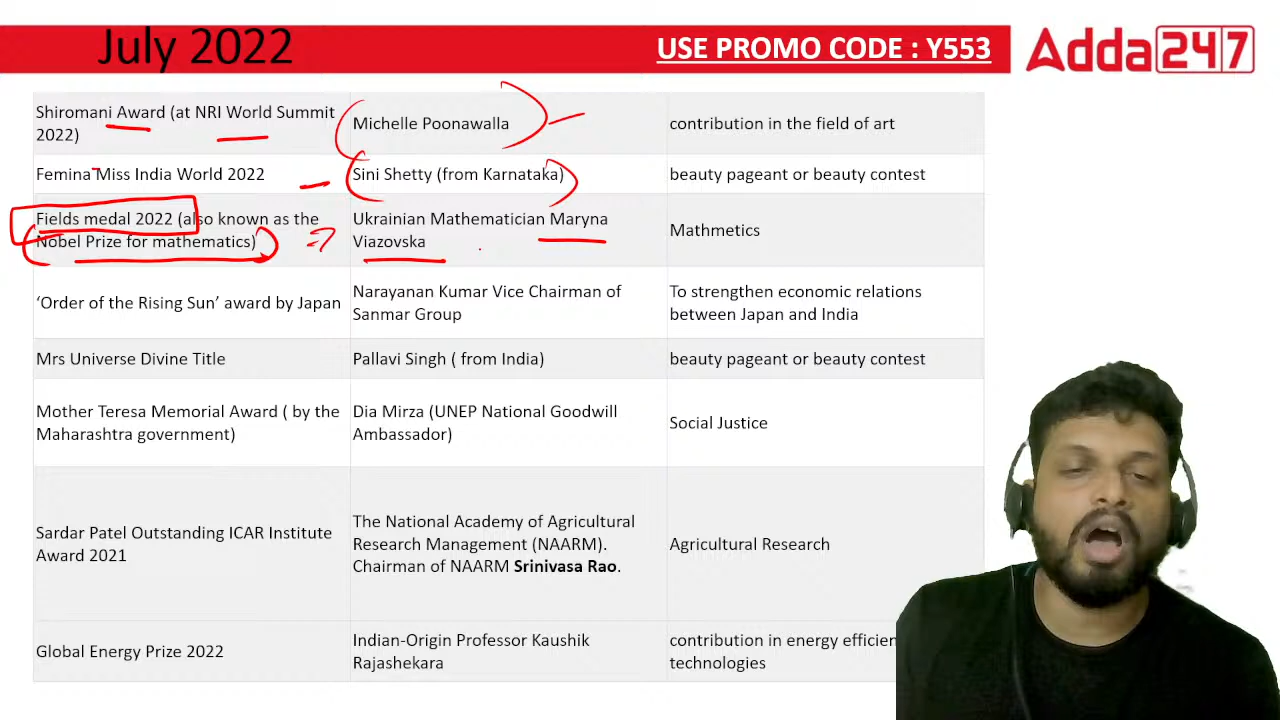 July 2022
USE PROMO CODE : Y553
Adda247
Shiromani Award (at NRI World Summit
2022)
Michelle Poonawalla
contribution in the field of art
Femina Miss India World 2022
Sini Shetty (from Karnataka)
beauty pageant or beauty contest
Fields medal 2022 (also known as the
Nobel Prize for mathematics)
Ukrainian Mathematician Maryna
Viazovska
Mathmetics
‘Order of the Rising Sun’ award by Japan
Narayanan Kumar Vice Chairman of
Sanmar Group
To strengthen economic relations
between Japan and India
Mrs Universe Divine Title
Pallavi Singh ( from India)
beauty pageant or beauty contest
Mother Teresa Memorial Award ( by the
Maharashtra government)
Dia Mirza (UNEP National Goodwill
Ambassador)
Social Justice
Sardar Patel Outstanding ICAR Institute
Award 2021
The National Academy of Agricultural
Research Management (NAARM).
Chairman of NAARM Srinivasa Rao.
Agricultural Research
Global Energy Prize 2022
Indian-Origin Professor Kaushik
Rajashekara
contribution in energy efficien
technologies